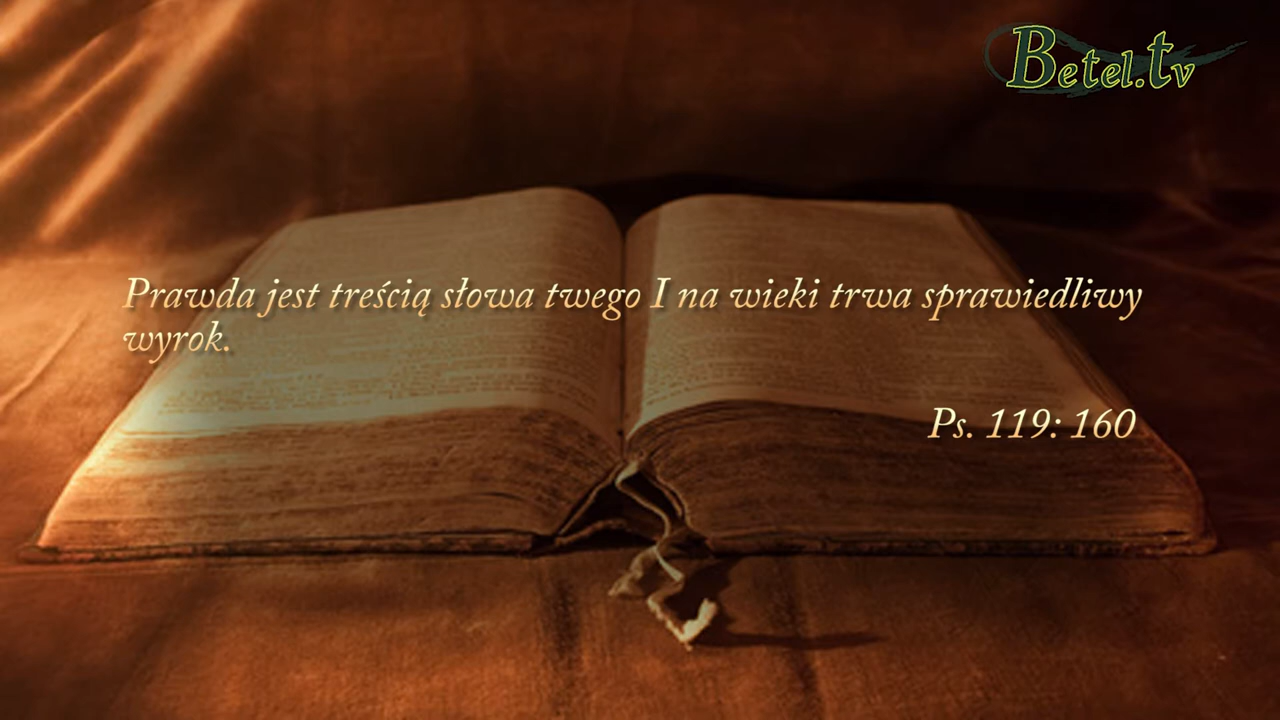 Betel.tv
Prawda jest treścią słowa twego I na wieki trwa sprawiedliwy
wyrok.
Ps. 119: 160